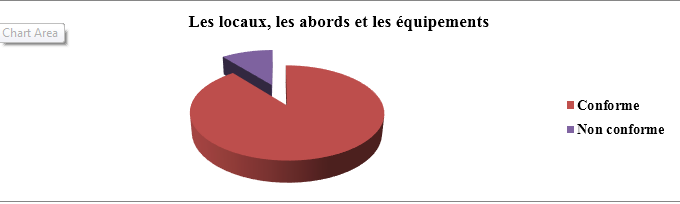 Les locaux, les abords et les équipements
Chart Area
Conforme
Non conforme